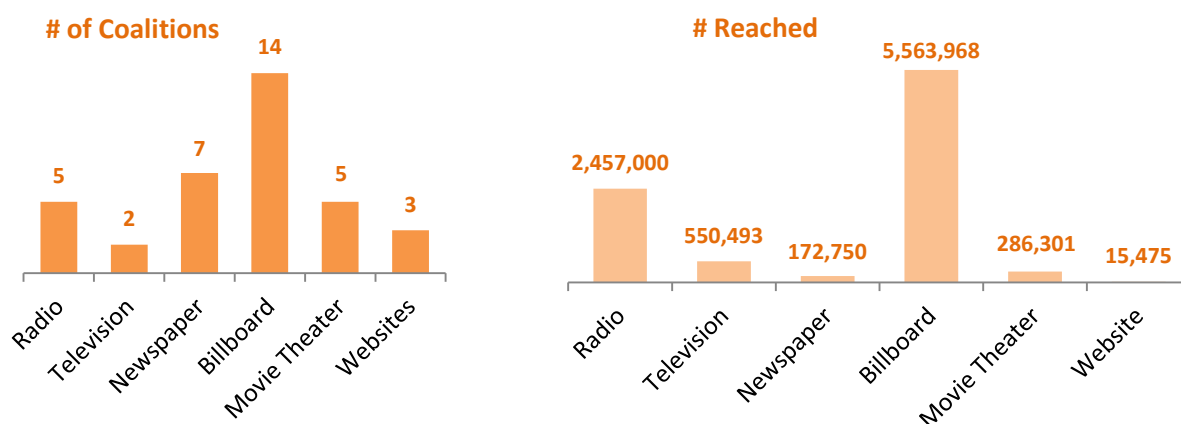 # of Coalitions
14
7
5
5
3
2
Radio
Television
Newspaper
Billboard
Movie Theater
Websites
# Reached
5,563,968
2,457,000
550,493
172,750
286,301
15,475
Radio
Television
Newspaper
Billboard
Movie Theater
Website